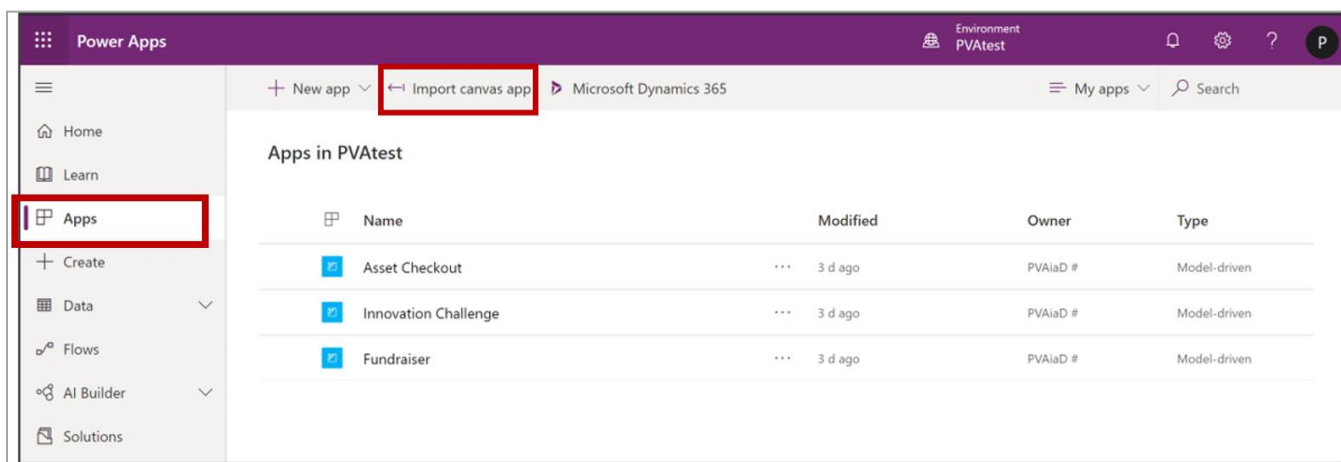 Power Apps
Environment
PVAtest
?
P
New app
Import canvas app
Microsoft Dynamics 365
My apps
Search
Home
Learn
Apps
Create
Data
Flows
AI Builder
Solutions
Apps in PVAtest
Name Modified Owner Type
Asset Checkout ... 3 d ago PVAiaD # Model-driven
Innovation Challenge ... 3 d ago PVAiaD # Model-driven
Fundraiser ... 3 d ago PVAiaD # Model-driven